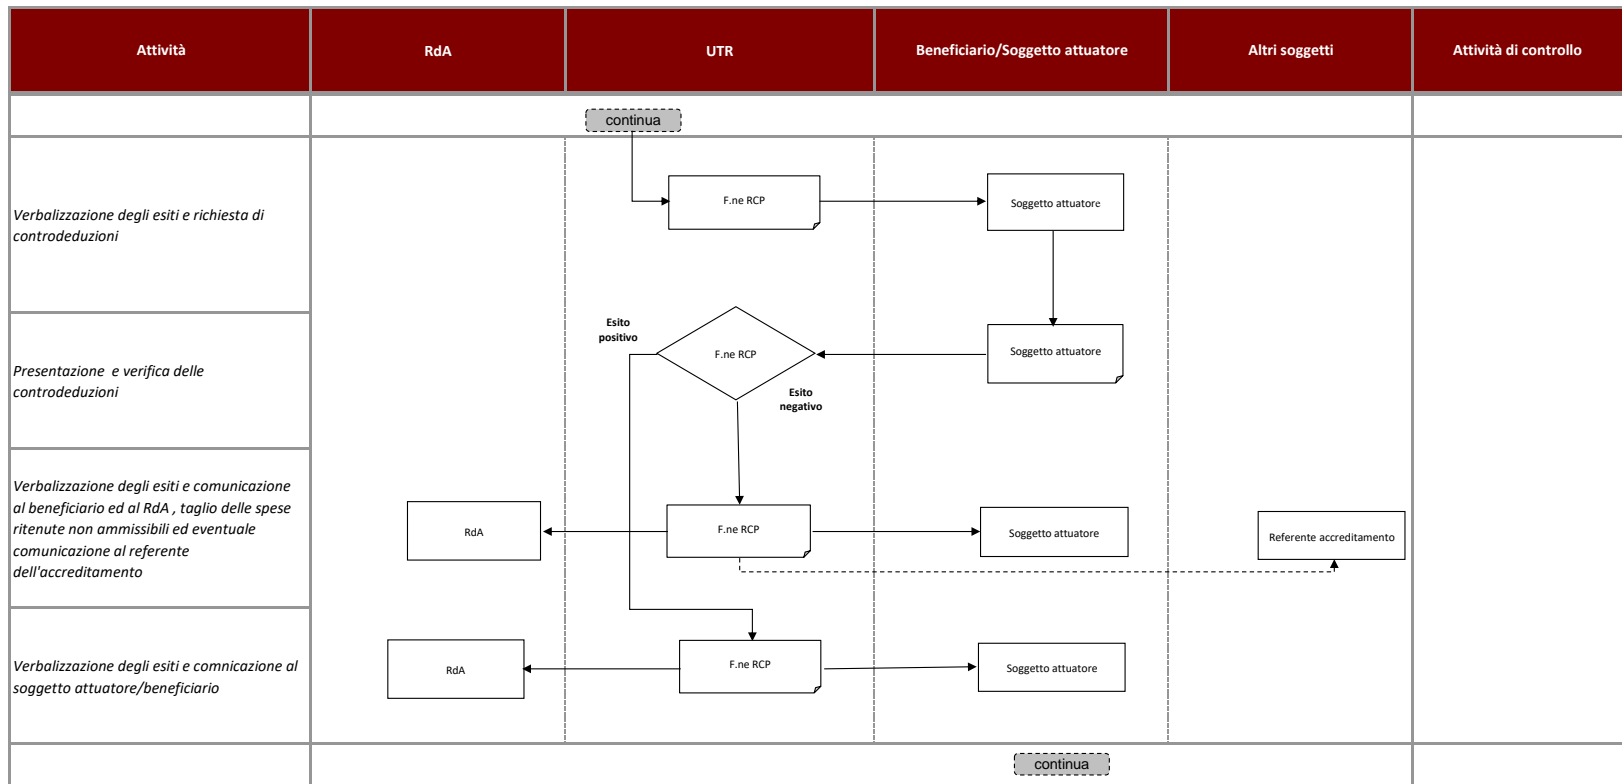 Attività
RdA
UTR
Beneficiario/Soggetto attuatore
Altri soggetti
Attività di controllo
continua
Verbalizzazione degli esiti e richiesta di
controdeduzioni
F.ne RCP
Soggetto attuatore
Presentazione  e verifica delle
controdeduzioni
Esito
positivo
F.ne RCP
Esito
negativo
Soggetto attuatore
Verbalizzazione degli esiti e comunicazione
al beneficiario ed al RdA , taglio delle spese
ritenute non ammissibili ed eventuale
comunicazione al referente
dell'accreditamento
RdA
F.ne RCP
Soggetto attuatore
Referente accreditamento
Verbalizzazione degli esiti e comnicazione al
soggetto attuatore/beneficiario
RdA
F.ne RCP
Soggetto attuatore
continua